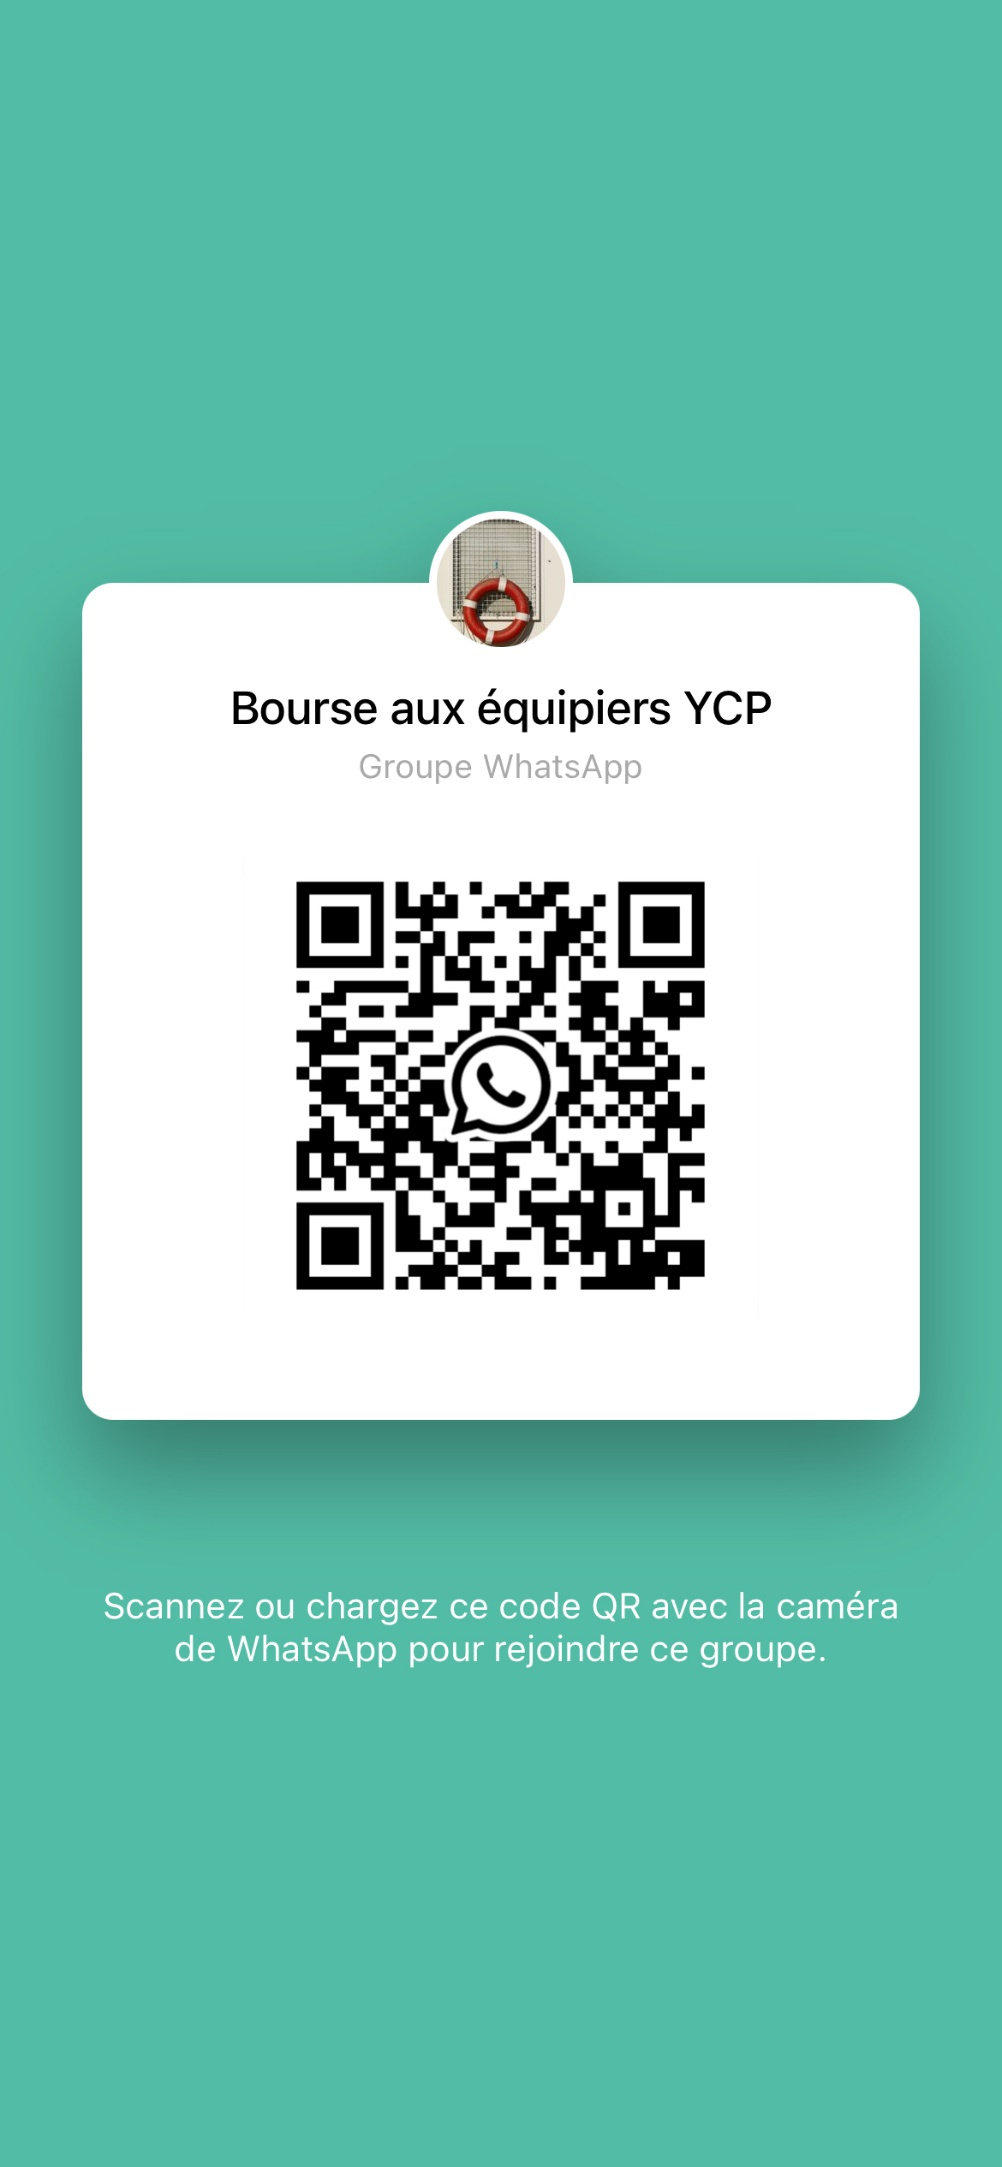 Bourse aux équipiers YCP
Groupe WhatsApp
Scannez ou chargez ce code QR avec la caméra
de WhatsApp pour rejoindre ce groupe.